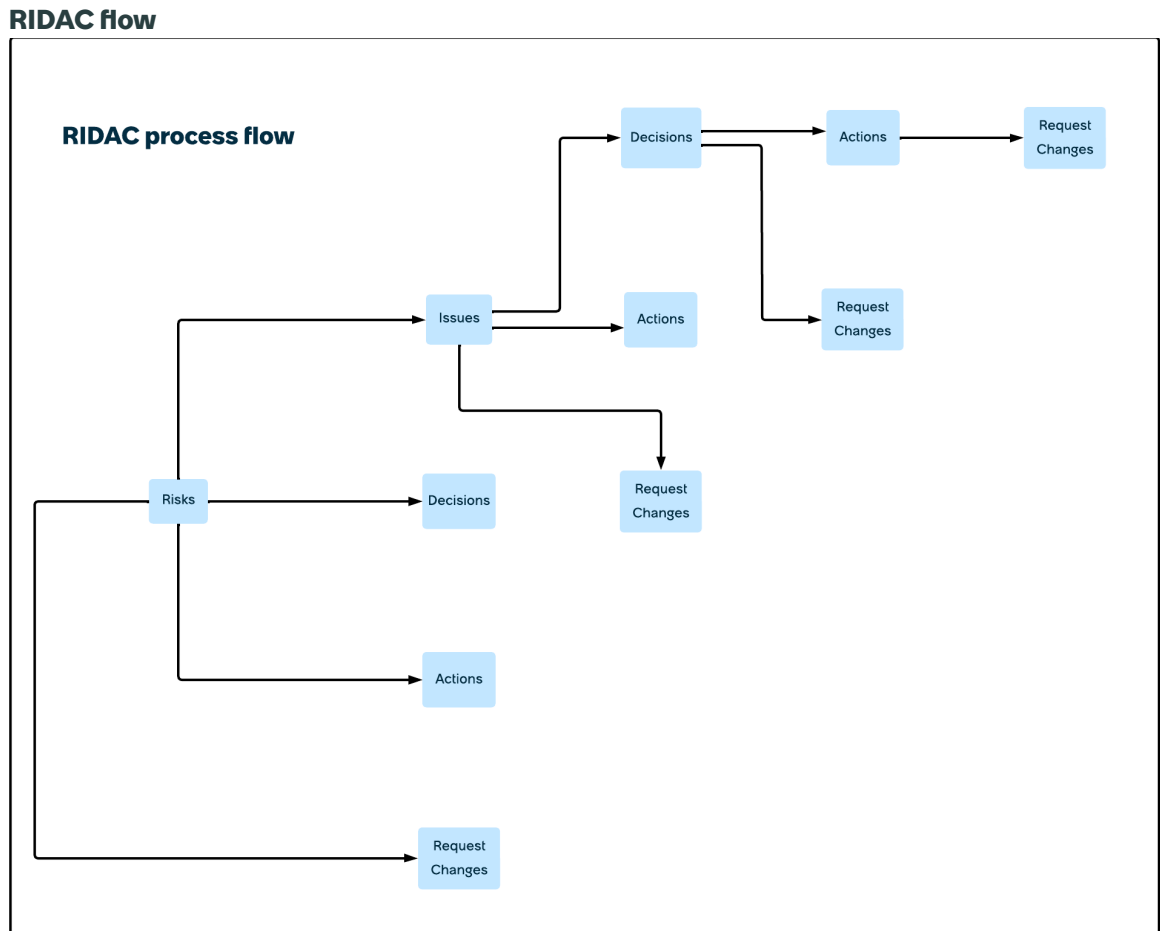 RIDAC flow
RIDAC process flow
Decisions
Actions
Request
Changes
Issues
Actions
Request
Changes
Risks
Decisions
Request
Changes
Actions
Request
Changes